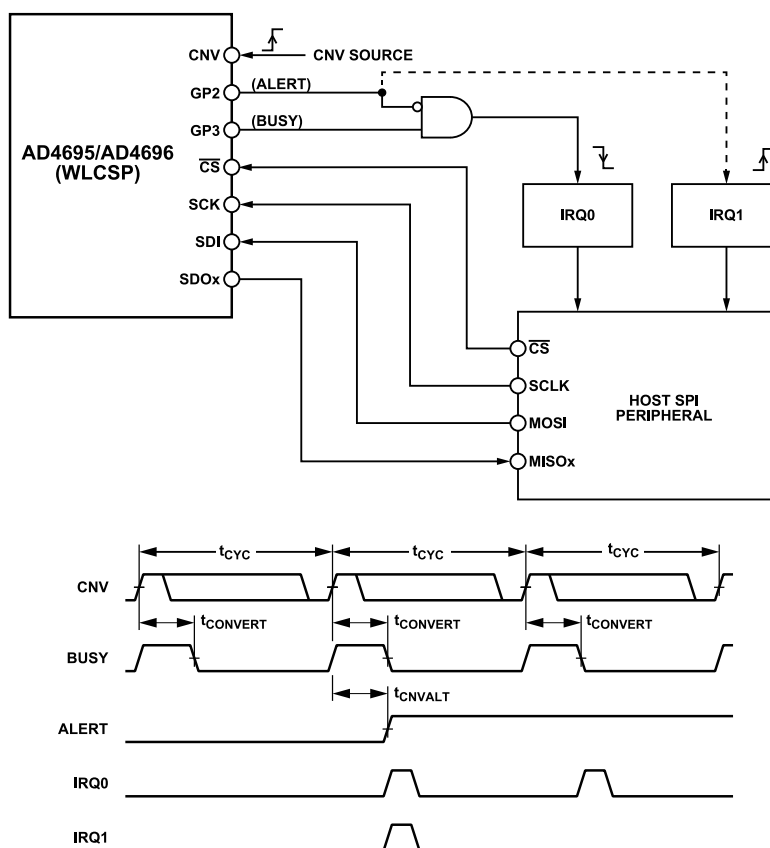 CNV
CNV SOURCE
GP2
(ALERT)
GP3
(BUSY)
AD4695/AD4696
(WLCSP)
CS
SCK
SDI
SDOx
IRQ0
IRQ1
CS
SCLK
MOSI
MISOx
HOST SPI
PERIPHERAL
tCYC
tCYC
tCYC
CNV
tCONVERT
tCONVERT
tCONVERT
BUSY
tCNVALT
ALERT
IRQ0
IRQ1